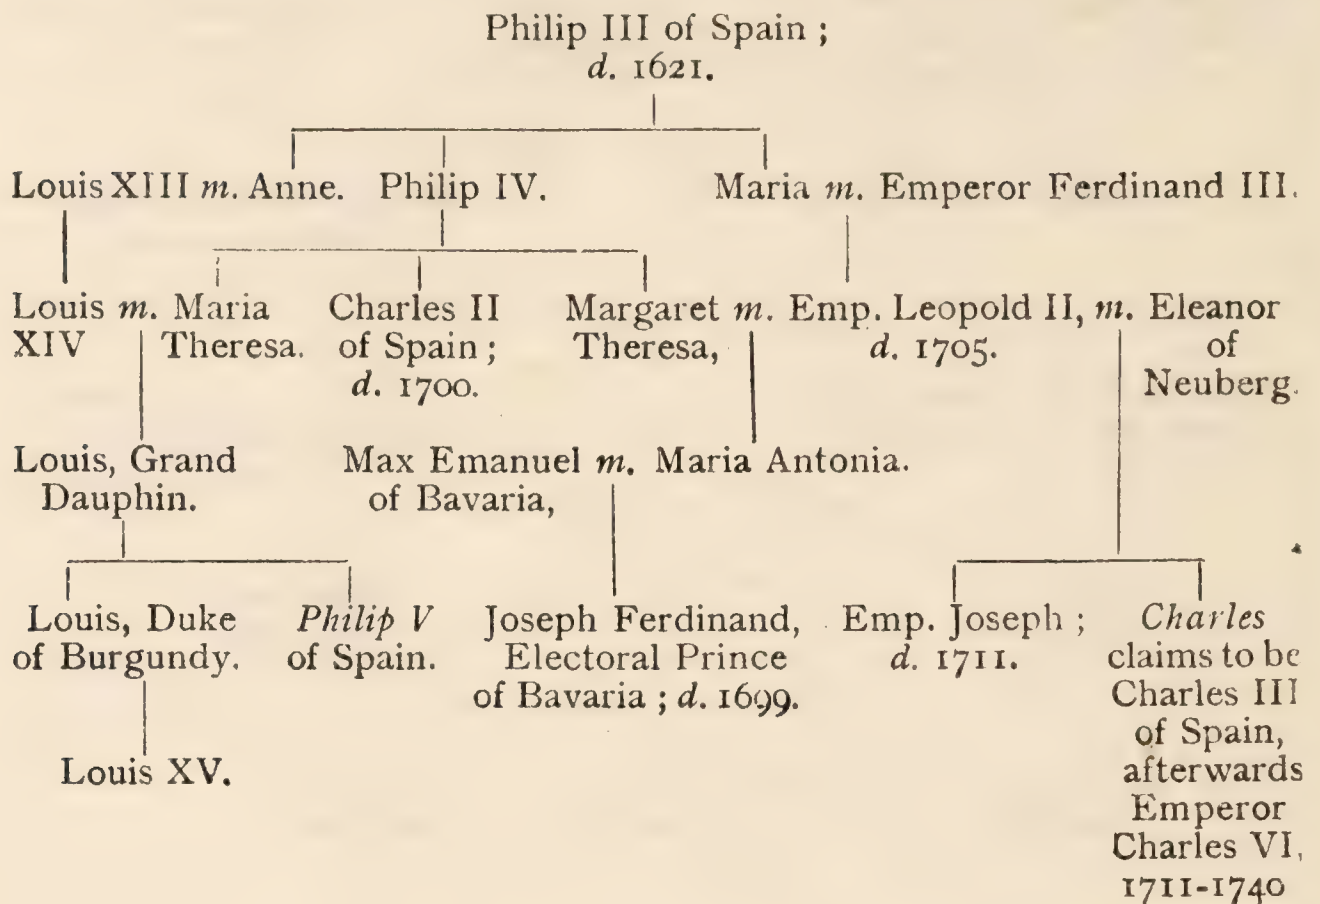 Philip III of Spain ;
d. 1621.
Louis XIII m. Anne. Philip IV. Maria m. Emperor Ferdinand III.
Louis m. Maria Charles II Margaret m. Emp. Leopold II, m. Eleanor
XIV Theresa. of Spain ; Theresa, d. 1705. of
d. 1700. Neuberg.
Louis, Grand Max Emanuel m. Maria Antonia.
Dauphin. of Bavaria,
Louis, Duke Philip V Joseph Ferdinand, Emp. Joseph ; Charles
of Burgundy. of Spain. Electoral Prince d. 1711. claims to be
of Bavaria ; d. 1699. Charles III
Louis XV. of Spain,
afterwards
Emperor
Charles VI,
1711-1740